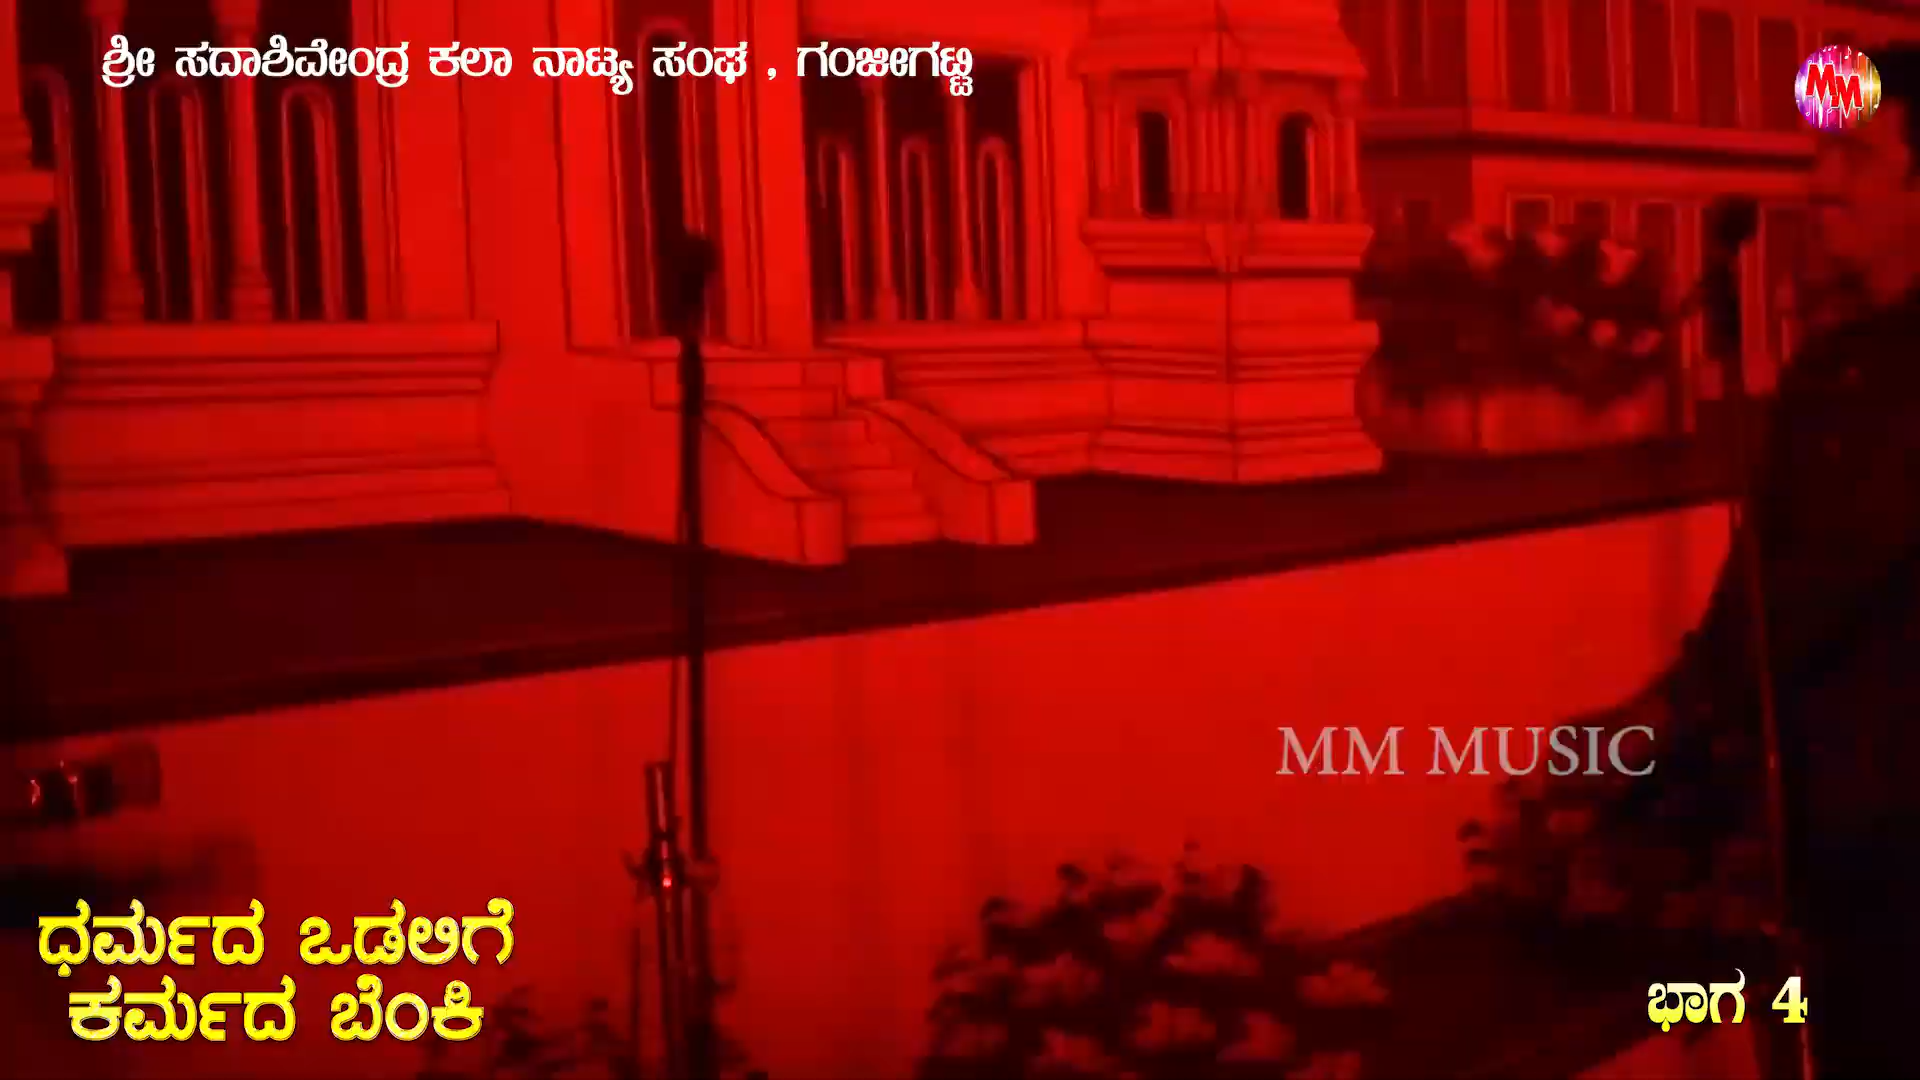 ಶ್ರೀ ಸದಾಶಿವೇಂದ್ರ ಕಲಾ ನಾಟ್ಯ ಸಂಘ , ಗಂಜೀಗಟ್ಟಿ
MM
MM MUSIC
ಧರ್ಮದ ಒಡಲಿಗೆ
ಕರ್ಮದ ಬೆಂಕಿ
ಭಾಗ 4